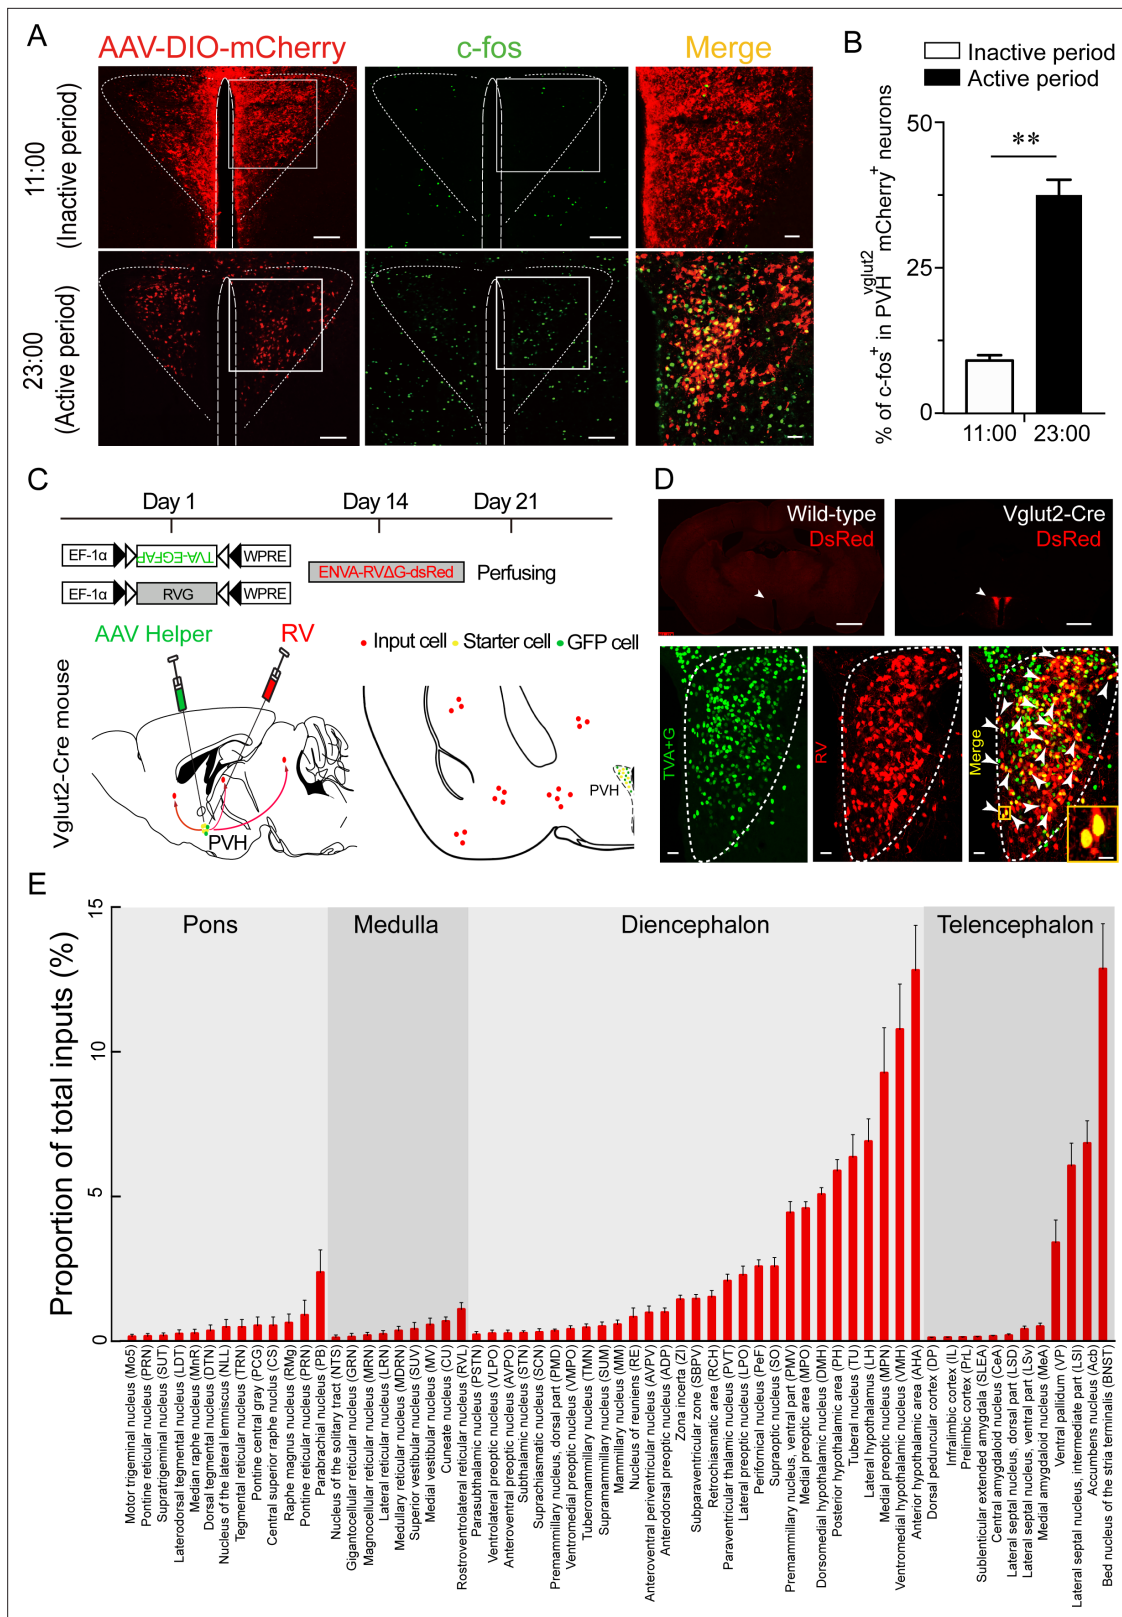 A
AAV-DIO-mCherry
c-fos
Merge
11:00
(Inactive period)
23:00
(Active period)
B
Inactive period
Active period
% of c-fos+ in PVHvglut2 mCherry+ neurons
50
25
0
**
11:00
23:00
C
Day 1
Day 14
Day 21
EF-1α
TVA-EGFAF
WPRE
EF-1α
RVG
WPRE
ENVA-RVΔG-dsRed
Perfusing
AAV Helper
RV
Input cell
Starter cell
GFP cell
Vglut2-Cre mouse
PVH
PVH
D
Wild-type
DsRed
Vglut2-Cre
DsRed
TVA+G
RV
Merge
E
Proportion of total inputs (%)
15
10
5
0
Pons
Medulla
Diencephalon
Telencephalon
Motor trigeminal nucleus (Mo5)
Pontine reticular nucleus (PRN)
Supratrigeminal nucleus (SUT)
Laterodorsal tegmental nucleus (LDT)
Median raphe nucleus (MnR)
Dorsal tegmental nucleus (DTN)
Nucleus of the lateral lemniscus (NLL)
Tegmental reticular nucleus (TRN)
Pontine central gray (PCG)
Central superior raphe nuclus (CS)
Raphe magnus nucleus (RMg)
Pontine reticular nucleus (PRN)
Parabrachial nucleus (PB)
Nucleus of the solitary tract (NTS)
Gigantocellular reticular nucleus (GRN)
Magnocellular reticular nucleus (MRN)
Lateral reticular nucleus (LRN)
Medullary reticular nucleus (MDRN)
Superior vestibular nucleus (SUV)
Medial vestibular nucleus (MV)
Cuneate nucleus (CU)
Rostroventrolateral reticular nucleus (RVL)
Parasubthalamic nucleus (PSTN)
Ventrolateral preoptic nucleus (VLPO)
Anteroventral preoptic nucleus (AVPO)
Subthalamic nucleus (STN)
Suprachiasmatic nucleus (SCN)
Premammillary nucleus, dorsal part (PMD)
Ventromedial preoptic nucleus (VMPO)
Tuberomammillary nucleus (TMN)
Supramammillary nucleus (SUM)
Mammillary nucleus (MM)
Nucleus of reuniens (RE)
Anteroventral periventricular nucleus (AVPV)
Anterodorsal preoptic nucleus (ADP)
Zona incerta (ZI)
Subparaventricular zone (SBPV)
Retrochiasmatic area (RCH)
Paraventricular thalamic nucleus (PVT)
Lateral preoptic nucleus (LPO)
Perifornical nucleus (PeF)
Supraoptic nucleus (SO)
Premammillary nucleus, ventral part (PMV)
Medial preoptic area (MPO)
Dorsomedial hypothalamic nucleus (DMH)
Posterior hypothalamic area (PH)
Tuberal nucleus (TU)
Lateral hypothalamus (LH)
Medial preoptic nucleus (MPN)
Ventromedial hypothalamic nucleus (VMH)
Anterior hypothalamic area (AHA)
Dorsal peduncular cortex (DP)
Infralimbic cortex (IL)
Prelimbic cortex (PrL)
Sublenticular extended amygdala (SLEA)
Central amygdaloid nucleus (CeA)
Lateral septal nucleus, dorsal part (LSD)
Lateral septal nucleus, ventral part (LSv)
Medial amygdaloid nucleus (MeA)
Ventral pallidum (VP)
Lateral septal nucleus, intermediate part (LSI)
Accumbens nucleus (Acb)
Bed nucleus of the stria terminalis (BNST)